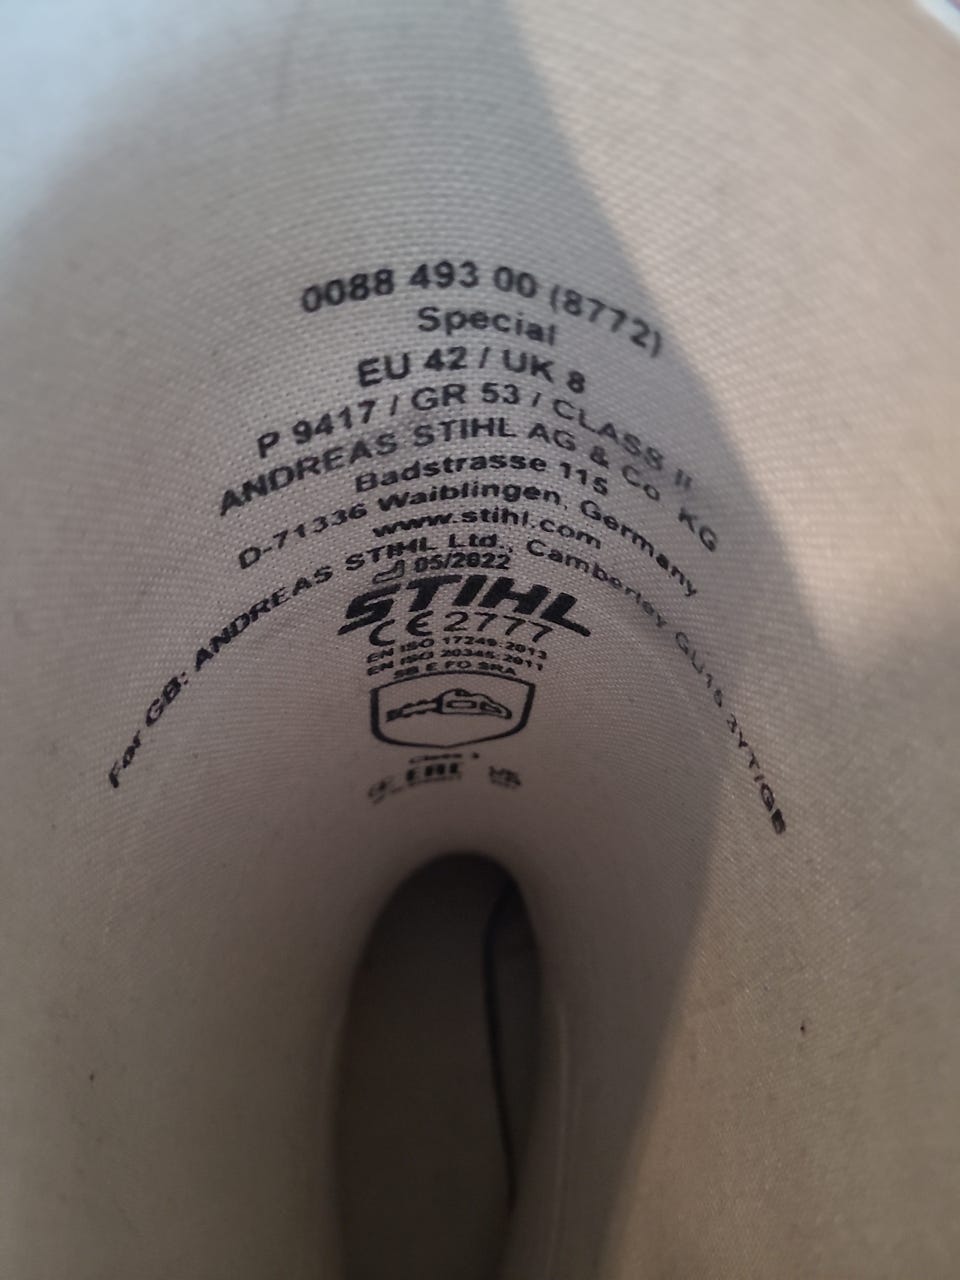 0088 493 00 (8772)
Special
EU 42 / UK 8
P 9417 / GR 53 / CLASS II
ANDREAS STIHL AG & Co. KG
Badstrasse 115
D-71336 Waiblingen, Germany
www.stihl.com
For GB: ANDREAS STIHL Ltd., Camberley GU15 3YT/GB
05/2022
STIHL
CE 2777
EN ISO 17249:2013
EN ISO 20345:2011
SB E FO SRA
EAC